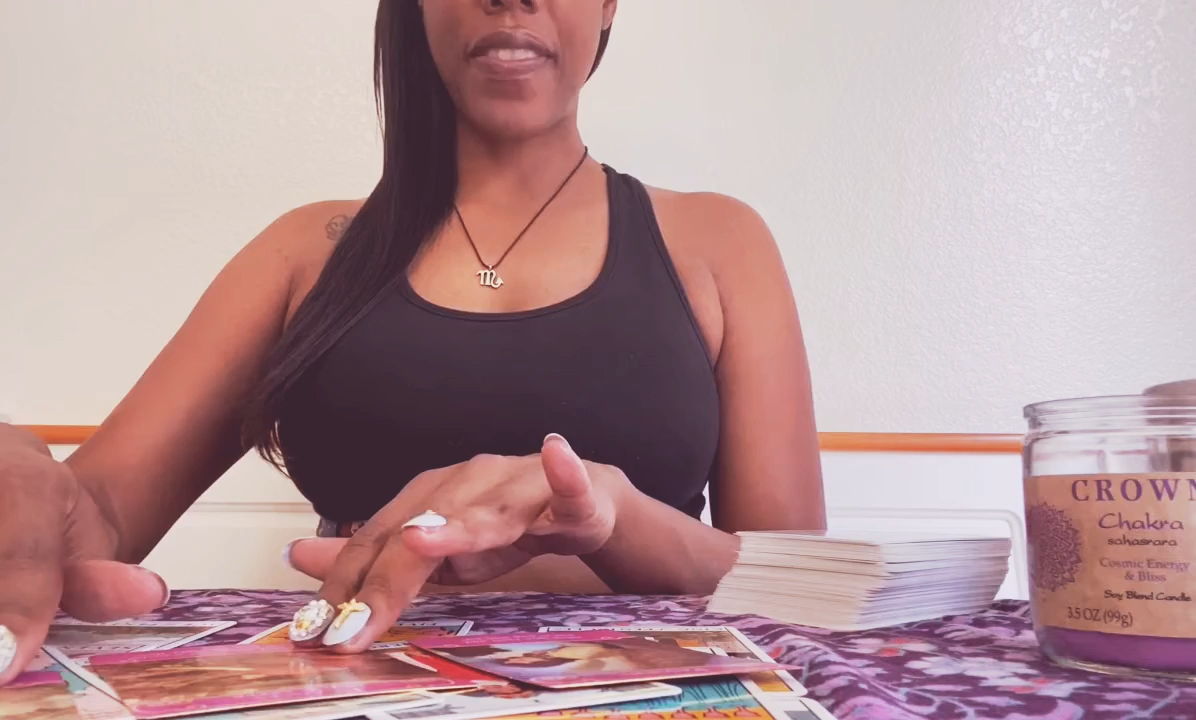 CROWN
Chakra
sahasrara
Cosmic Energy
& Bliss
Soy Blend Candle
3.5 OZ (99g)